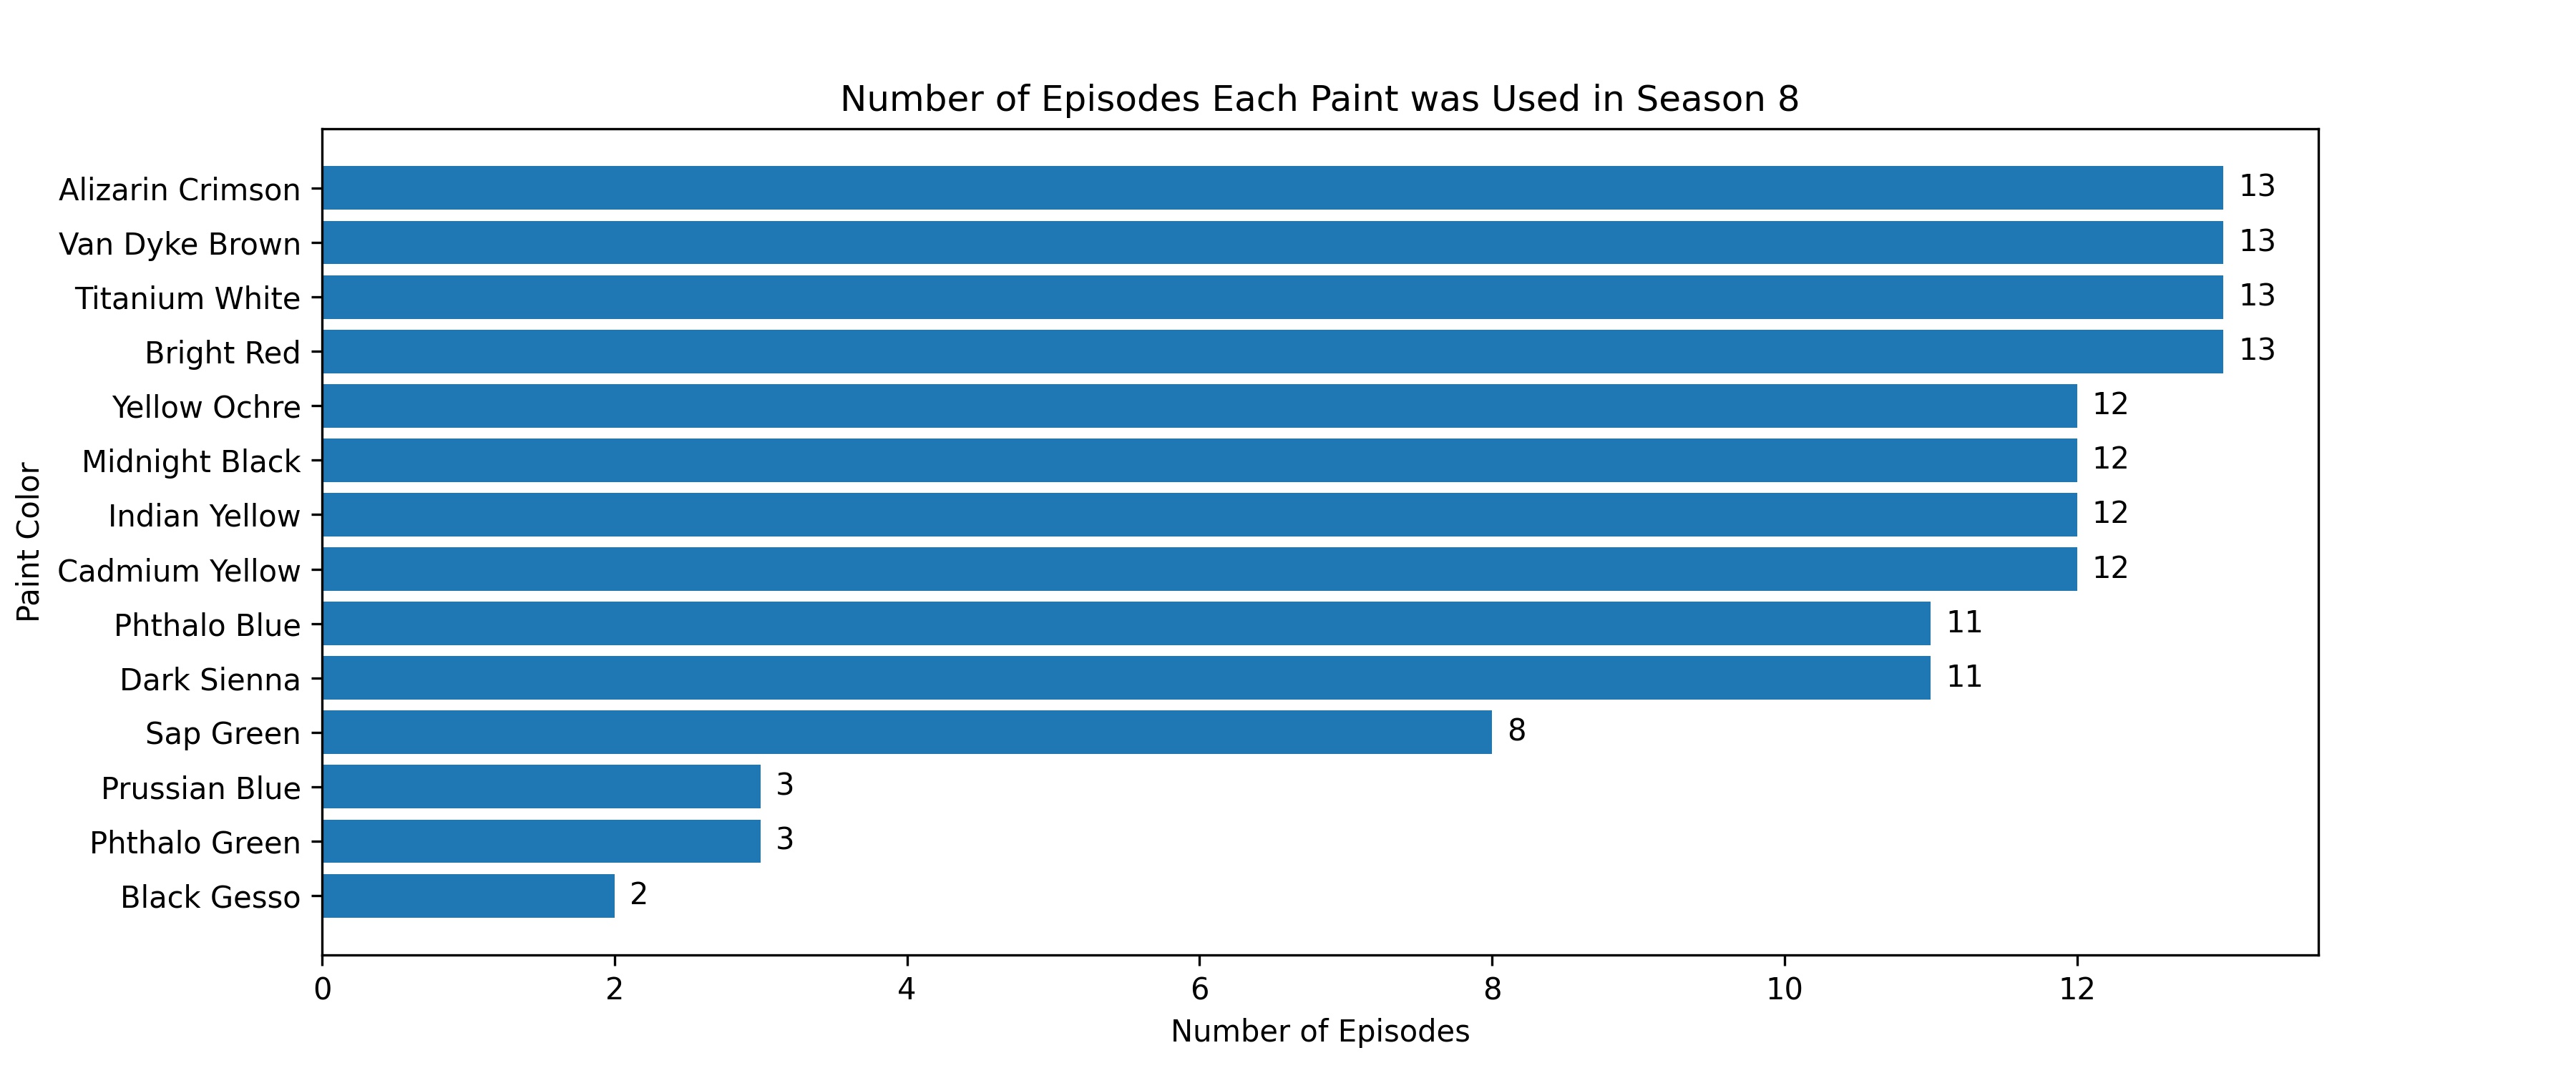 Number of Episodes Each Paint was Used in Season 8
Paint Color
Alizarin Crimson 13
Van Dyke Brown 13
Titanium White 13
Bright Red 13
Yellow Ochre 12
Midnight Black 12
Indian Yellow 12
Cadmium Yellow 12
Phthalo Blue 11
Dark Sienna 11
Sap Green 8
Prussian Blue 3
Phthalo Green 3
Black Gesso 2
0 2 4 6 8 10 12
Number of Episodes